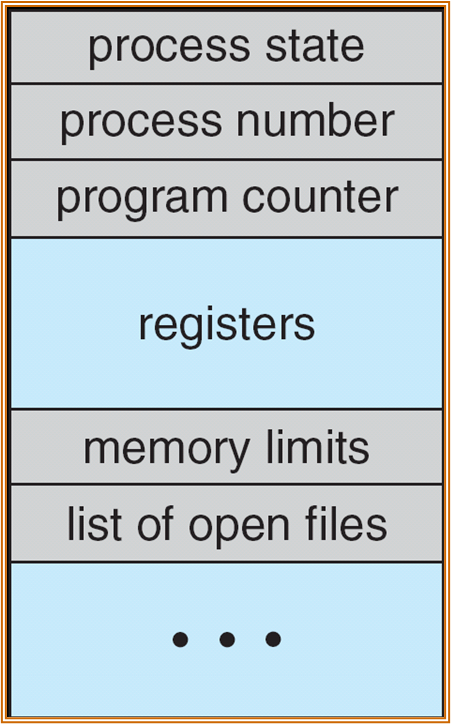 process state
process number
program counter
registers
memory limits
list of open files
• • •